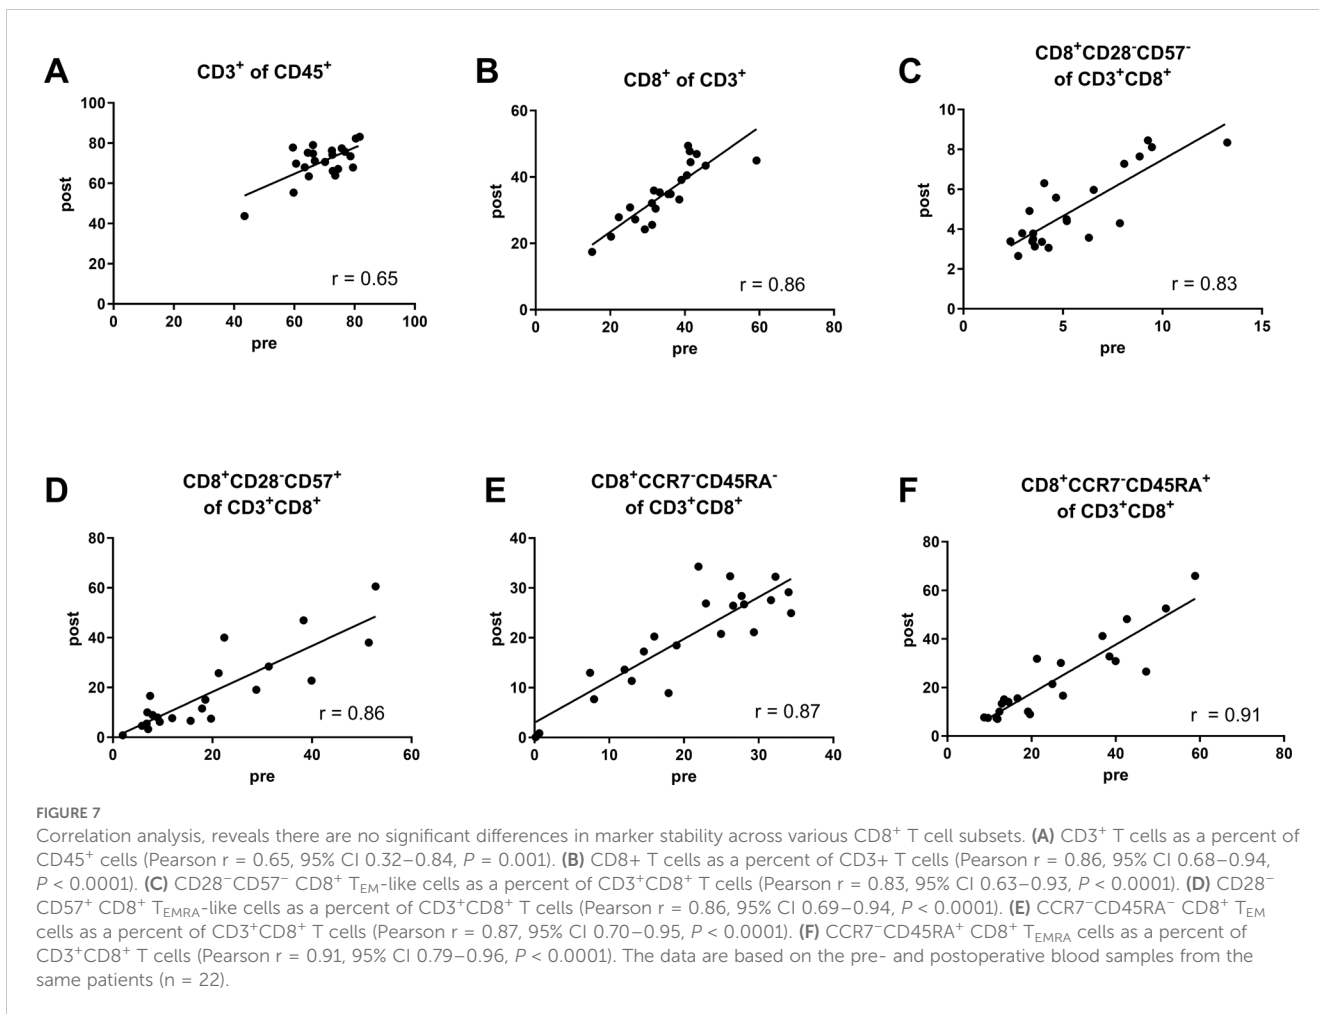 A
CD3⁺ of CD45⁺
100
80
60
40
20
0
post
0 20 40 60 80 100
pre
r = 0.65
B
CD8⁺ of CD3⁺
60
40
20
0
post
0 20 40 60 80
pre
r = 0.86
C
CD8⁺CD28⁻CD57⁻
of CD3⁺CD8⁺
10
8
6
4
2
0
post
0 5 10 15
pre
r = 0.83
D
CD8⁺CD28⁻CD57⁺
of CD3⁺CD8⁺
80
60
40
20
0
post
0 20 40 60
pre
r = 0.86
E
CD8⁺CCR7⁻CD45RA⁻
of CD3⁺CD8⁺
40
30
20
10
0
post
0 10 20 30 40
pre
r = 0.87
F
CD8⁺CCR7⁻CD45RA⁺
of CD3⁺CD8⁺
80
60
40
20
0
post
0 20 40 60 80
pre
r = 0.91
FIGURE 7
Correlation analysis, reveals there are no significant differences in marker stability across various CD8⁺ T cell subsets. (A) CD3⁺ T cells as a percent of
CD45⁺ cells (Pearson r = 0.65, 95% CI 0.32–0.84, P = 0.001). (B) CD8+ T cells as a percent of CD3+ T cells (Pearson r = 0.86, 95% CI 0.68–0.94,
P < 0.0001). (C) CD28⁻CD57⁻ CD8⁺ TEM-like cells as a percent of CD3⁺CD8⁺ T cells (Pearson r = 0.83, 95% CI 0.63–0.93, P < 0.0001). (D) CD28⁻
CD57⁺ CD8⁺ TEMRA-like cells as a percent of CD3⁺CD8⁺ T cells (Pearson r = 0.86, 95% CI 0.69–0.94, P < 0.0001). (E) CCR7⁻CD45RA⁻ CD8⁺ TEM
cells as a percent of CD3⁺CD8⁺ T cells (Pearson r = 0.87, 95% CI 0.70–0.95, P < 0.0001). (F) CCR7⁻CD45RA⁺ CD8⁺ TEMRA cells as a percent of
CD3⁺CD8⁺ T cells (Pearson r = 0.91, 95% CI 0.79–0.96, P < 0.0001). The data are based on the pre- and postoperative blood samples from the
same patients (n = 22).